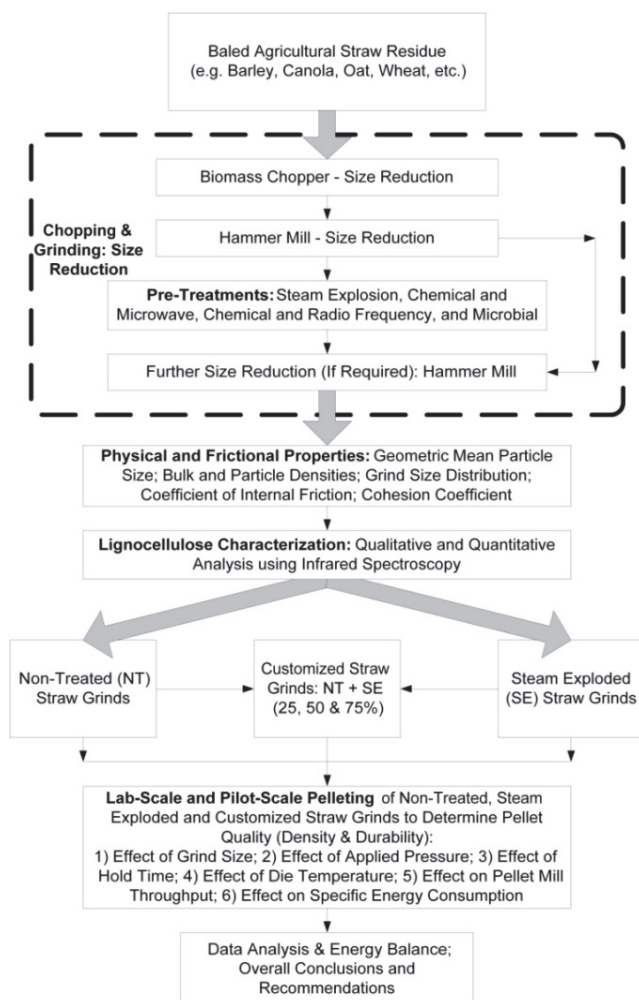 Baled Agricultural Straw Residue
(e.g. Barley, Canola, Oat, Wheat, etc.)
Biomass Chopper - Size Reduction
Chopping &
Grinding: Size
Reduction
Hammer Mill - Size Reduction
Pre-Treatments: Steam Explosion, Chemical and
Microwave, Chemical and Radio Frequency, and Microbial
Further Size Reduction (If Required): Hammer Mill
Physical and Frictional Properties: Geometric Mean Particle
Size; Bulk and Particle Densities; Grind Size Distribution;
Coefficient of Internal Friction; Cohesion Coefficient
Lignocellulose Characterization: Qualitative and Quantitative
Analysis using Infrared Spectroscopy
Non-Treated (NT)
Straw Grinds
Customized Straw
Grinds: NT + SE
(25, 50 & 75%)
Steam Exploded
(SE) Straw Grinds
Lab-Scale and Pilot-Scale Pelleting of Non-Treated, Steam
Exploded and Customized Straw Grinds to Determine Pellet
Quality (Density & Durability):
1) Effect of Grind Size; 2) Effect of Applied Pressure; 3) Effect of
Hold Time; 4) Effect of Die Temperature; 5) Effect on Pellet Mill
Throughput; 6) Effect on Specific Energy Consumption
Data Analysis & Energy Balance;
Overall Conclusions and
Recommendations